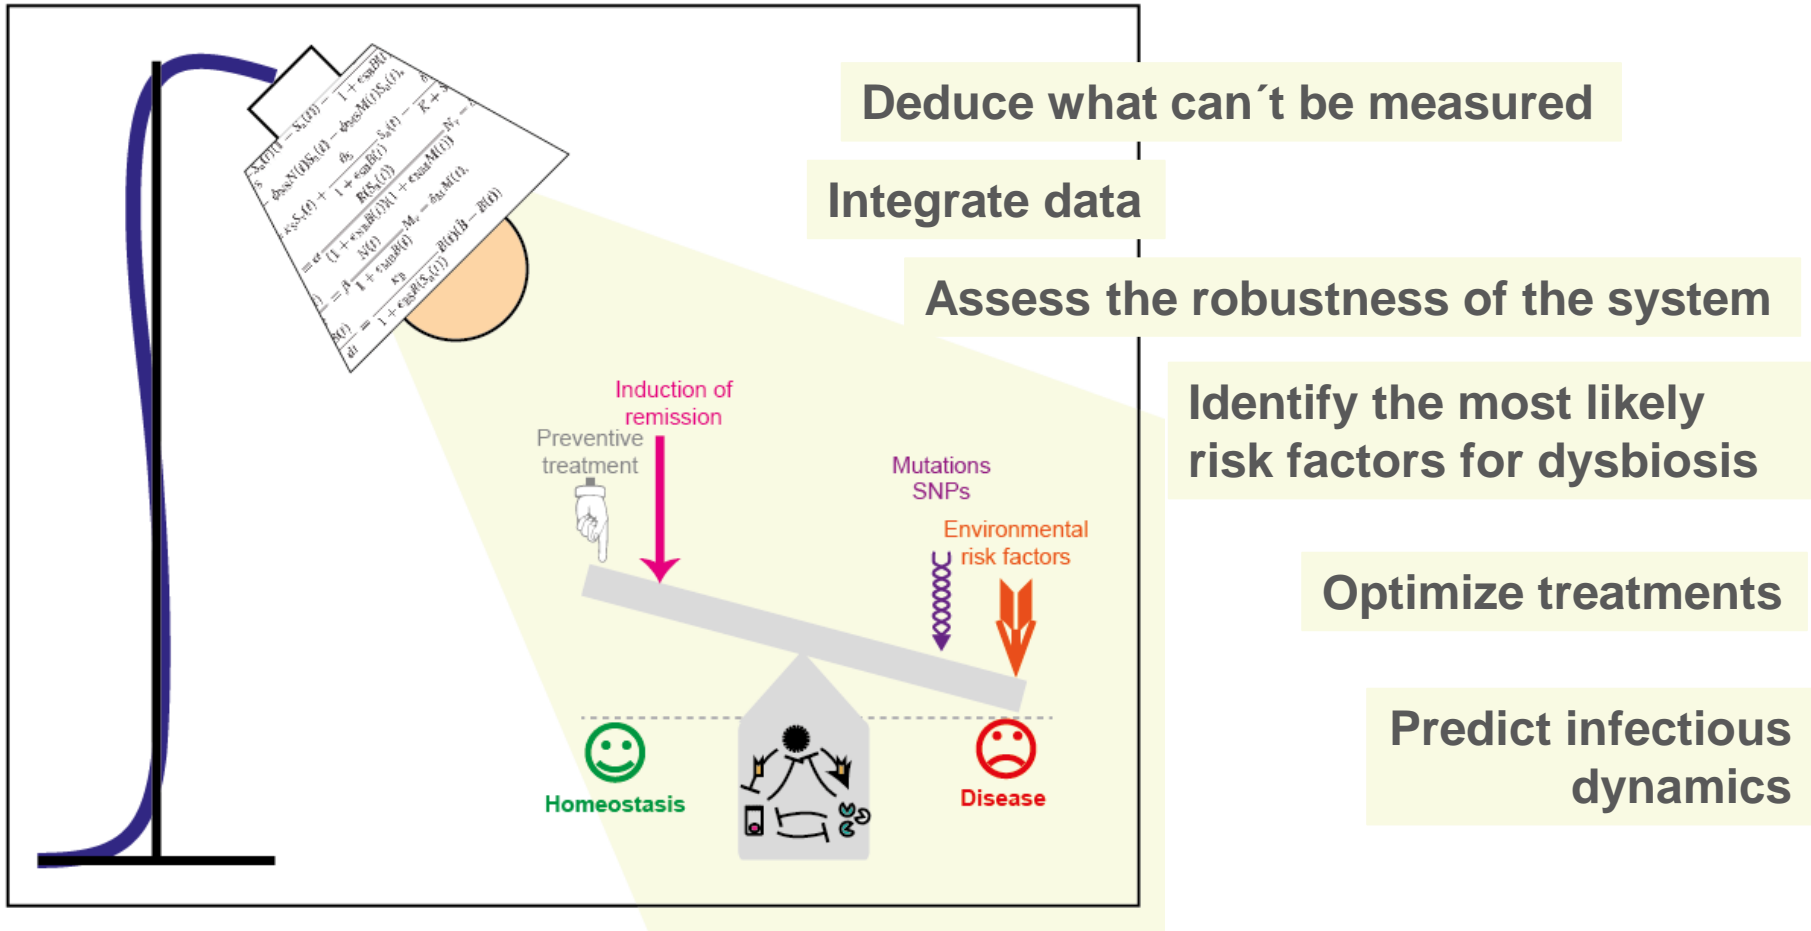 Deduce what can´t be measured
Integrate data
Assess the robustness of the system
Identify the most likely
risk factors for dysbiosis
Optimize treatments
Predict infectious
dynamics
Induction of
remission
Preventive
treatment
Mutations
SNPs
Environmental
risk factors
Homeostasis
Disease